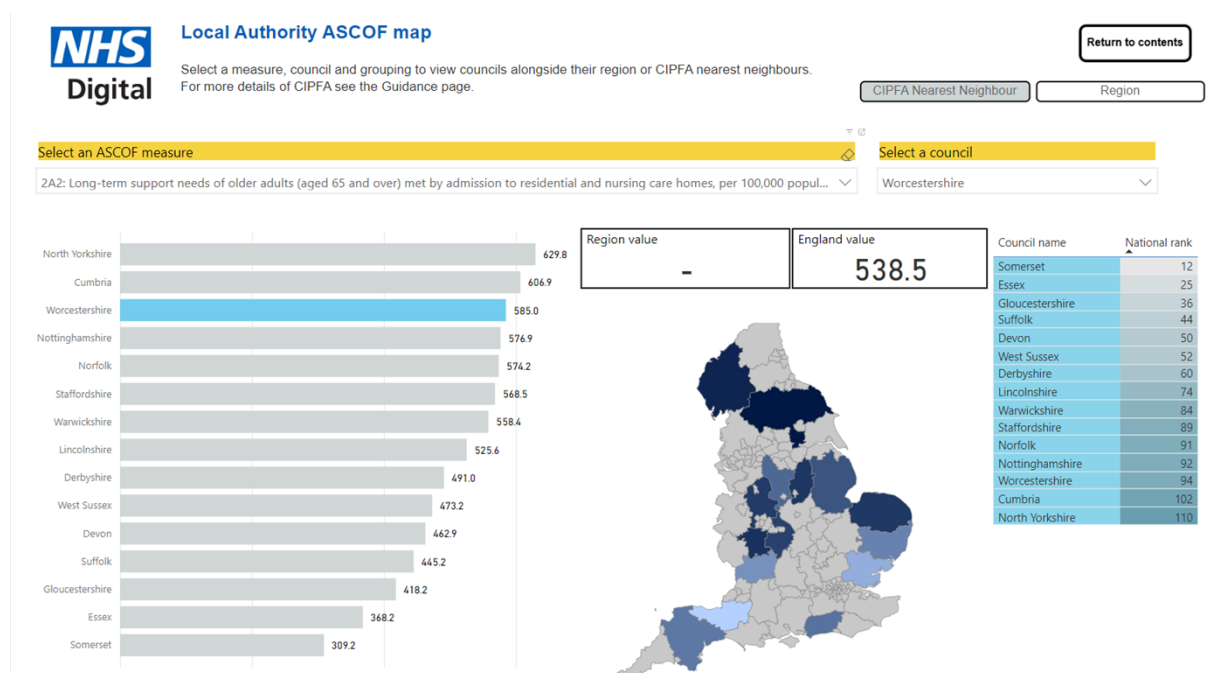 NHS
Digital
Local Authority ASCOF map
Select a measure, council and grouping to view councils alongside their region or CIPFA nearest neighbours.
For more details of CIPFA see the Guidance page.
Return to contents
CIPFA Nearest Neighbour
Region
Select an ASCOF measure
Select a council
2A2: Long-term support needs of older adults (aged 65 and over) met by admission to residential and nursing care homes, per 100,000 popul...
Worcestershire
North Yorkshire 629.8
Cumbria 606.9
Worcestershire 585.0
Nottinghamshire 576.9
Norfolk 574.2
Staffordshire 568.5
Warwickshire 558.4
Lincolnshire 525.6
Derbyshire 491.0
West Sussex 473.2
Devon 462.9
Suffolk 445.2
Gloucestershire 418.2
Essex 368.2
Somerset 309.2
Region value
-
England value
538.5
Council name National rank
Somerset 12
Essex 25
Gloucestershire 36
Suffolk 44
Devon 50
West Sussex 52
Derbyshire 60
Lincolnshire 74
Warwickshire 84
Staffordshire 89
Norfolk 91
Nottinghamshire 92
Worcestershire 94
Cumbria 102
North Yorkshire 110